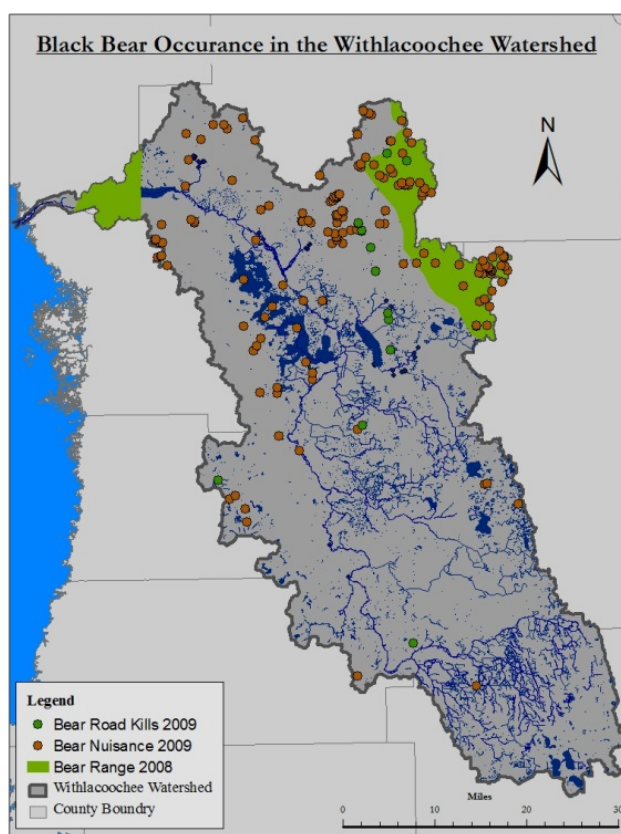 Black Bear Occurance in the Withlacoochee Watershed
N
Legend
Bear Road Kills 2009
Bear Nuisance 2009
Bear Range 2008
Withlacoochee Watershed
County Boundry
Miles
0 10 20 30